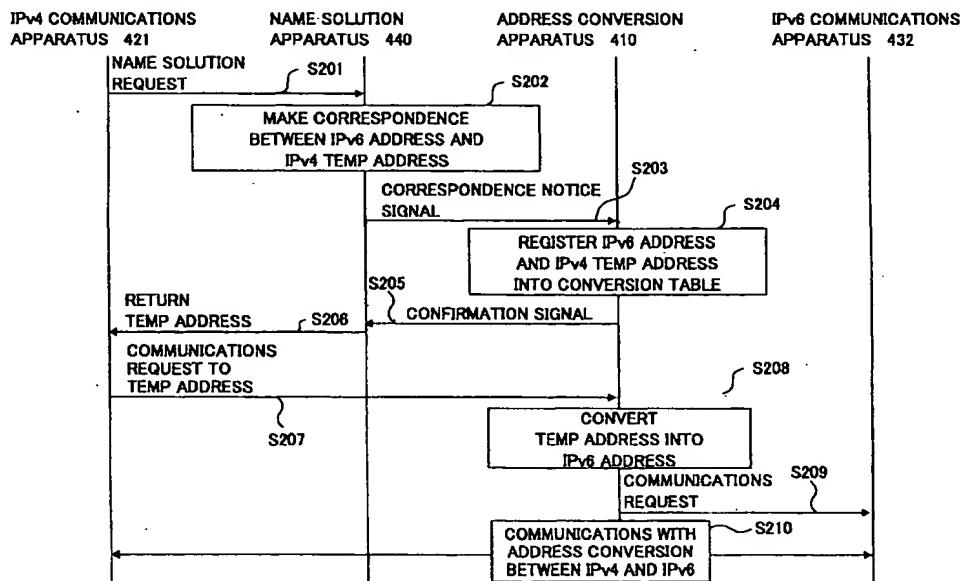 IPv4 COMMUNICATIONS
APPARATUS 421
NAME SOLUTION
APPARATUS 440
ADDRESS CONVERSION
APPARATUS 410
IPv6 COMMUNICATIONS
APPARATUS 432
NAME SOLUTION
REQUEST
S201
S202
MAKE CORRESPONDENCE
BETWEEN IPv6 ADDRESS AND
IPv4 TEMP ADDRESS
CORRESPONDENCE NOTICE
SIGNAL
S203
S204
REGISTER IPv6 ADDRESS
AND IPv4 TEMP ADDRESS
INTO CONVERSION TABLE
S205
CONFIRMATION SIGNAL
RETURN
TEMP ADDRESS
S206
COMMUNICATIONS
REQUEST TO
TEMP ADDRESS
S207
S208
CONVERT
TEMP ADDRESS INTO
IPv6 ADDRESS
COMMUNICATIONS
REQUEST
S209
S210
COMMUNICATIONS WITH
ADDRESS CONVERSION
BETWEEN IPv4 AND IPv6